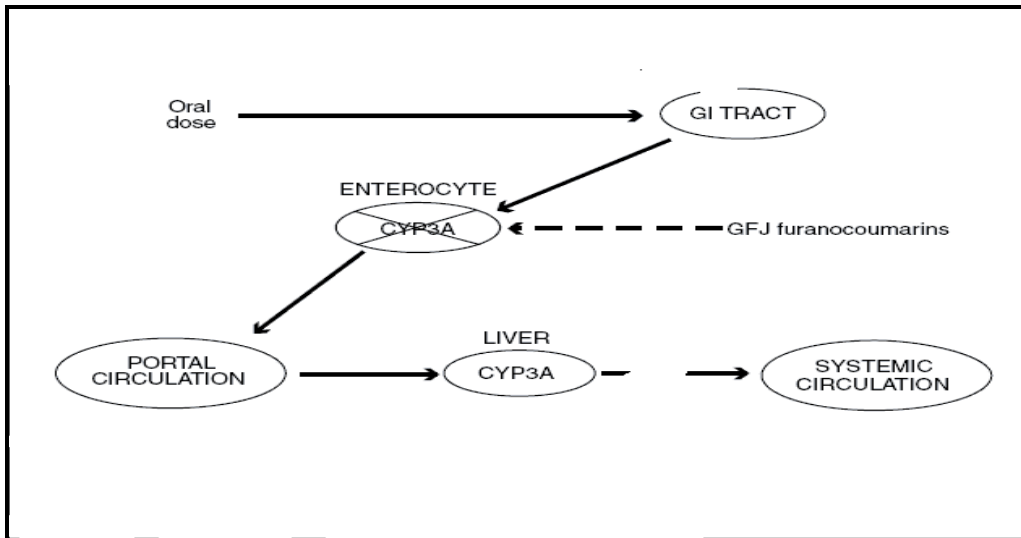 Oral
dose
GI TRACT
ENTEROCYTE
CYP3A
GFJ furanocoumarins
PORTAL
CIRCULATION
LIVER
CYP3A
SYSTEMIC
CIRCULATION